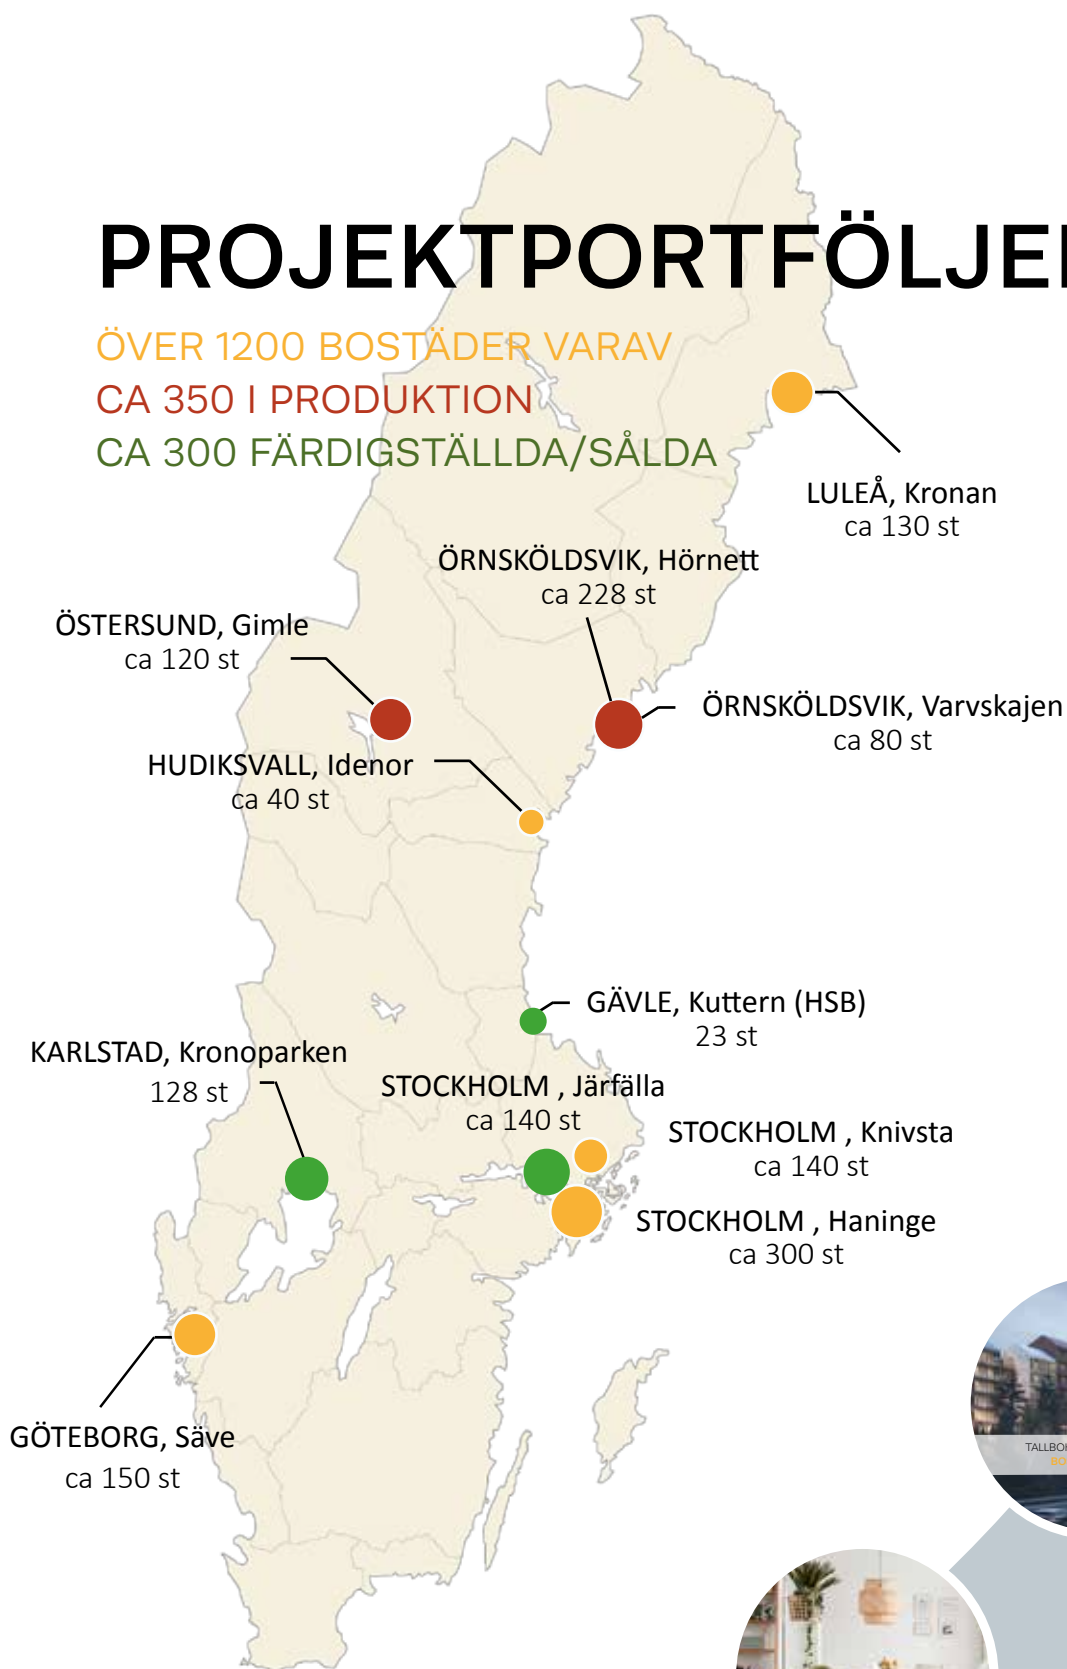 PROJEKTPORTFÖLJE
ÖVER 1200 BOSTÄDER VARAV
CA 350 I PRODUKTION
CA 300 FÄRDIGSTÄLLDA/SÅLDA
LULEÅ, Kronan
ca 130 st
ÖRNSKÖLDSVIK, Hörnett
ca 228 st
ÖSTERSUND, Gimle
ca 120 st
ÖRNSKÖLDSVIK, Varvskajen
ca 80 st
HUDIKSVALL, Idenor
ca 40 st
GÄVLE, Kuttern (HSB)
23 st
KARLSTAD, Kronoparken
128 st
STOCKHOLM , Järfälla
ca 140 st
STOCKHOLM , Knivsta
ca 140 st
STOCKHOLM , Haninge
ca 300 st
GÖTEBORG, Säve
ca 150 st